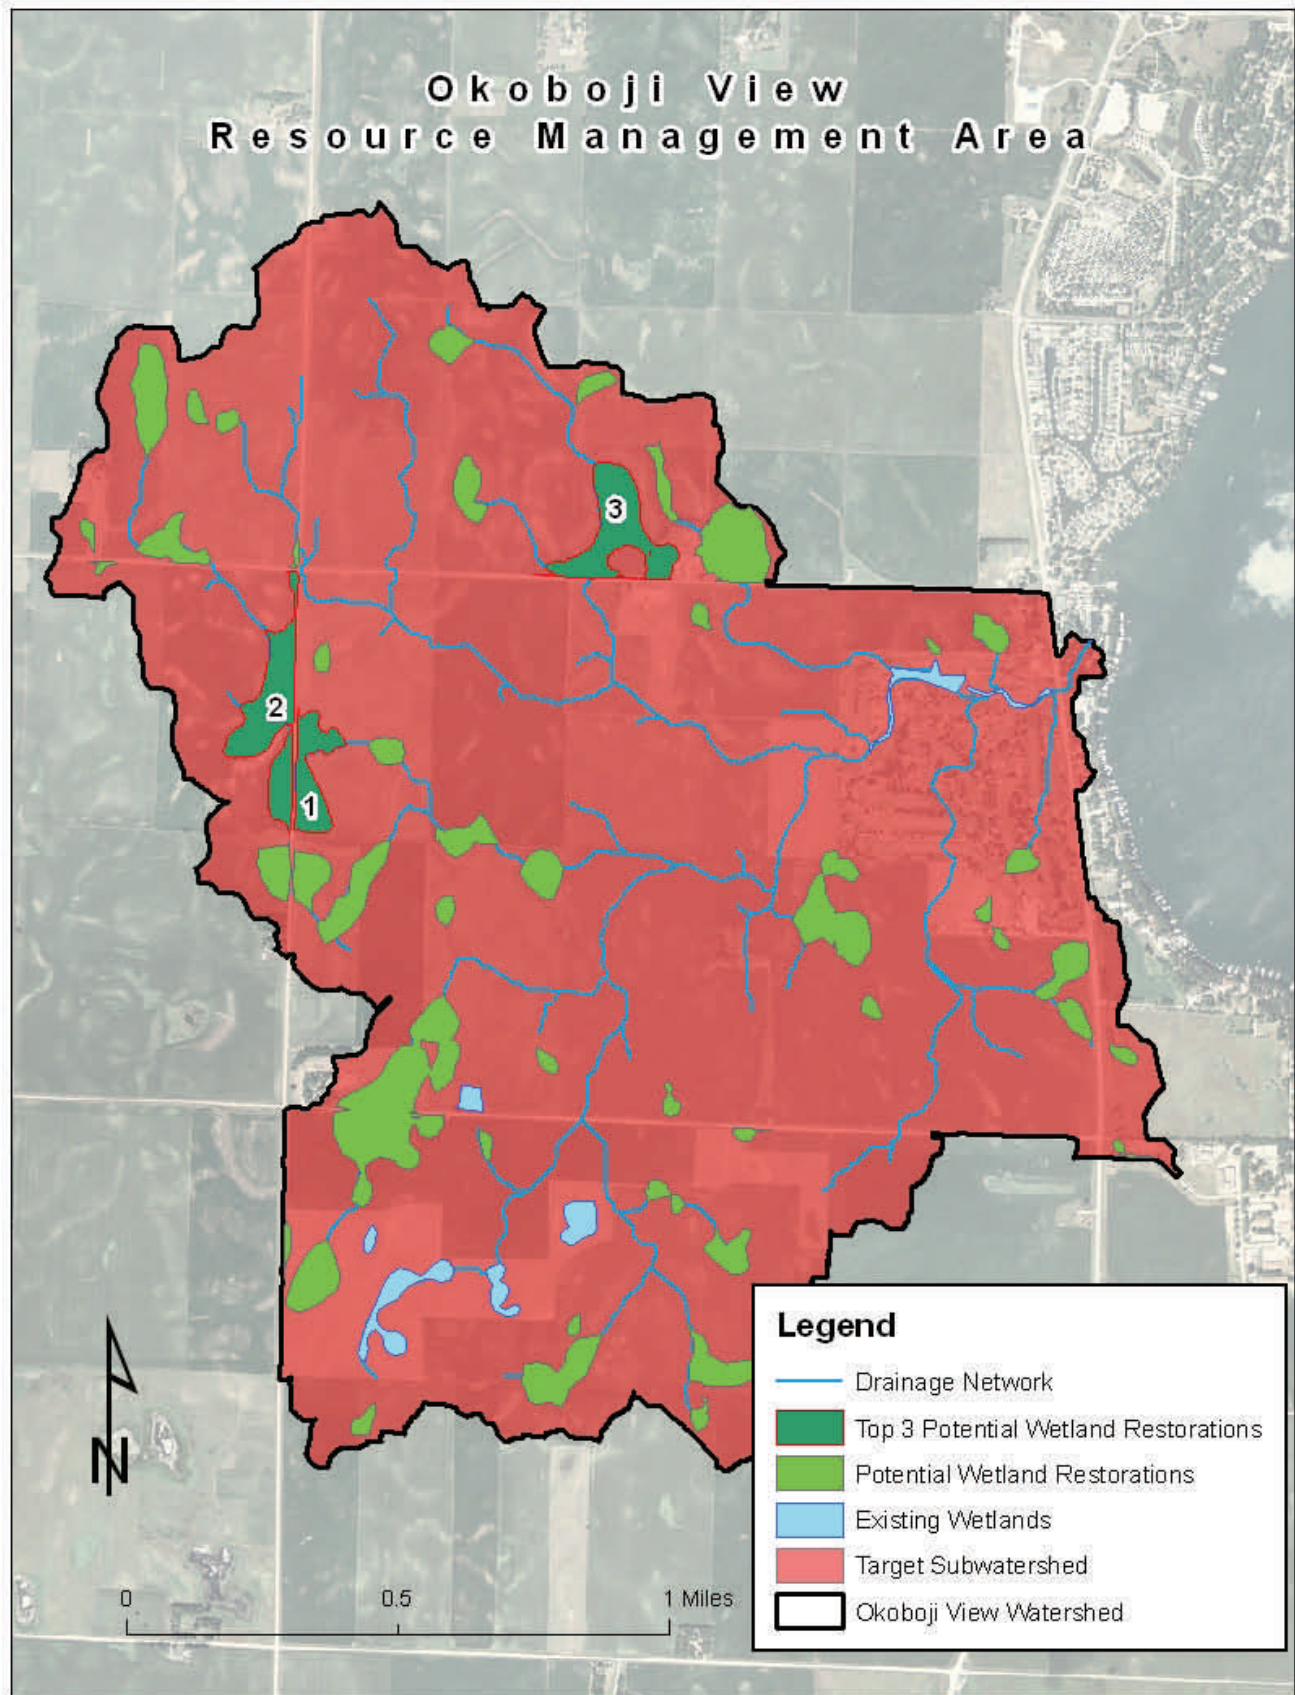 Okoboji View
Resource Management Area
3
2
1
N
0 0.5 1 Miles
Legend
Drainage Network
Top 3 Potential Wetland Restorations
Potential Wetland Restorations
Existing Wetlands
Target Subwatershed
Okoboji View Watershed